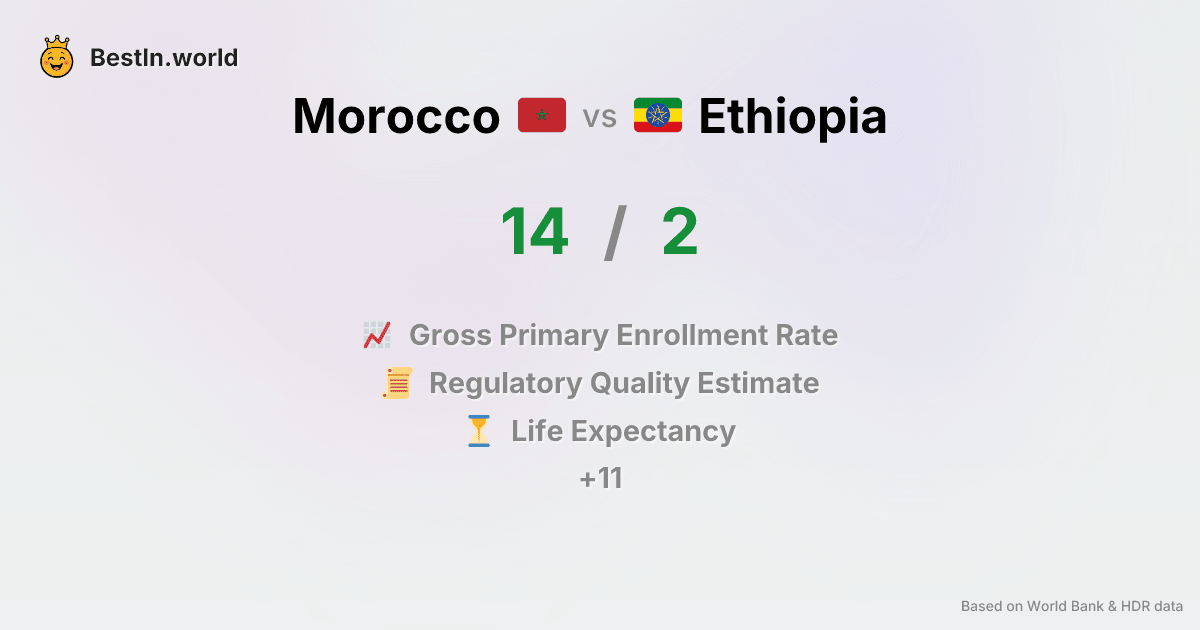 BestIn.world
Morocco vs Ethiopia
14 / 2
Gross Primary Enrollment Rate
Regulatory Quality Estimate
Life Expectancy
+11
Based on World Bank & HDR data